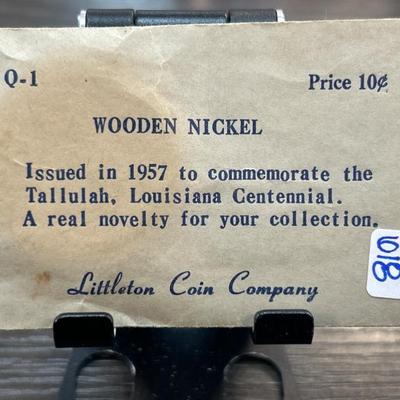 Q-1 Price 10¢
WOODEN NICKEL
Issued in 1957 to commemorate the
Tallulah, Louisiana Centennial.
A real novelty for your collection.
810
Littleton Coin Company